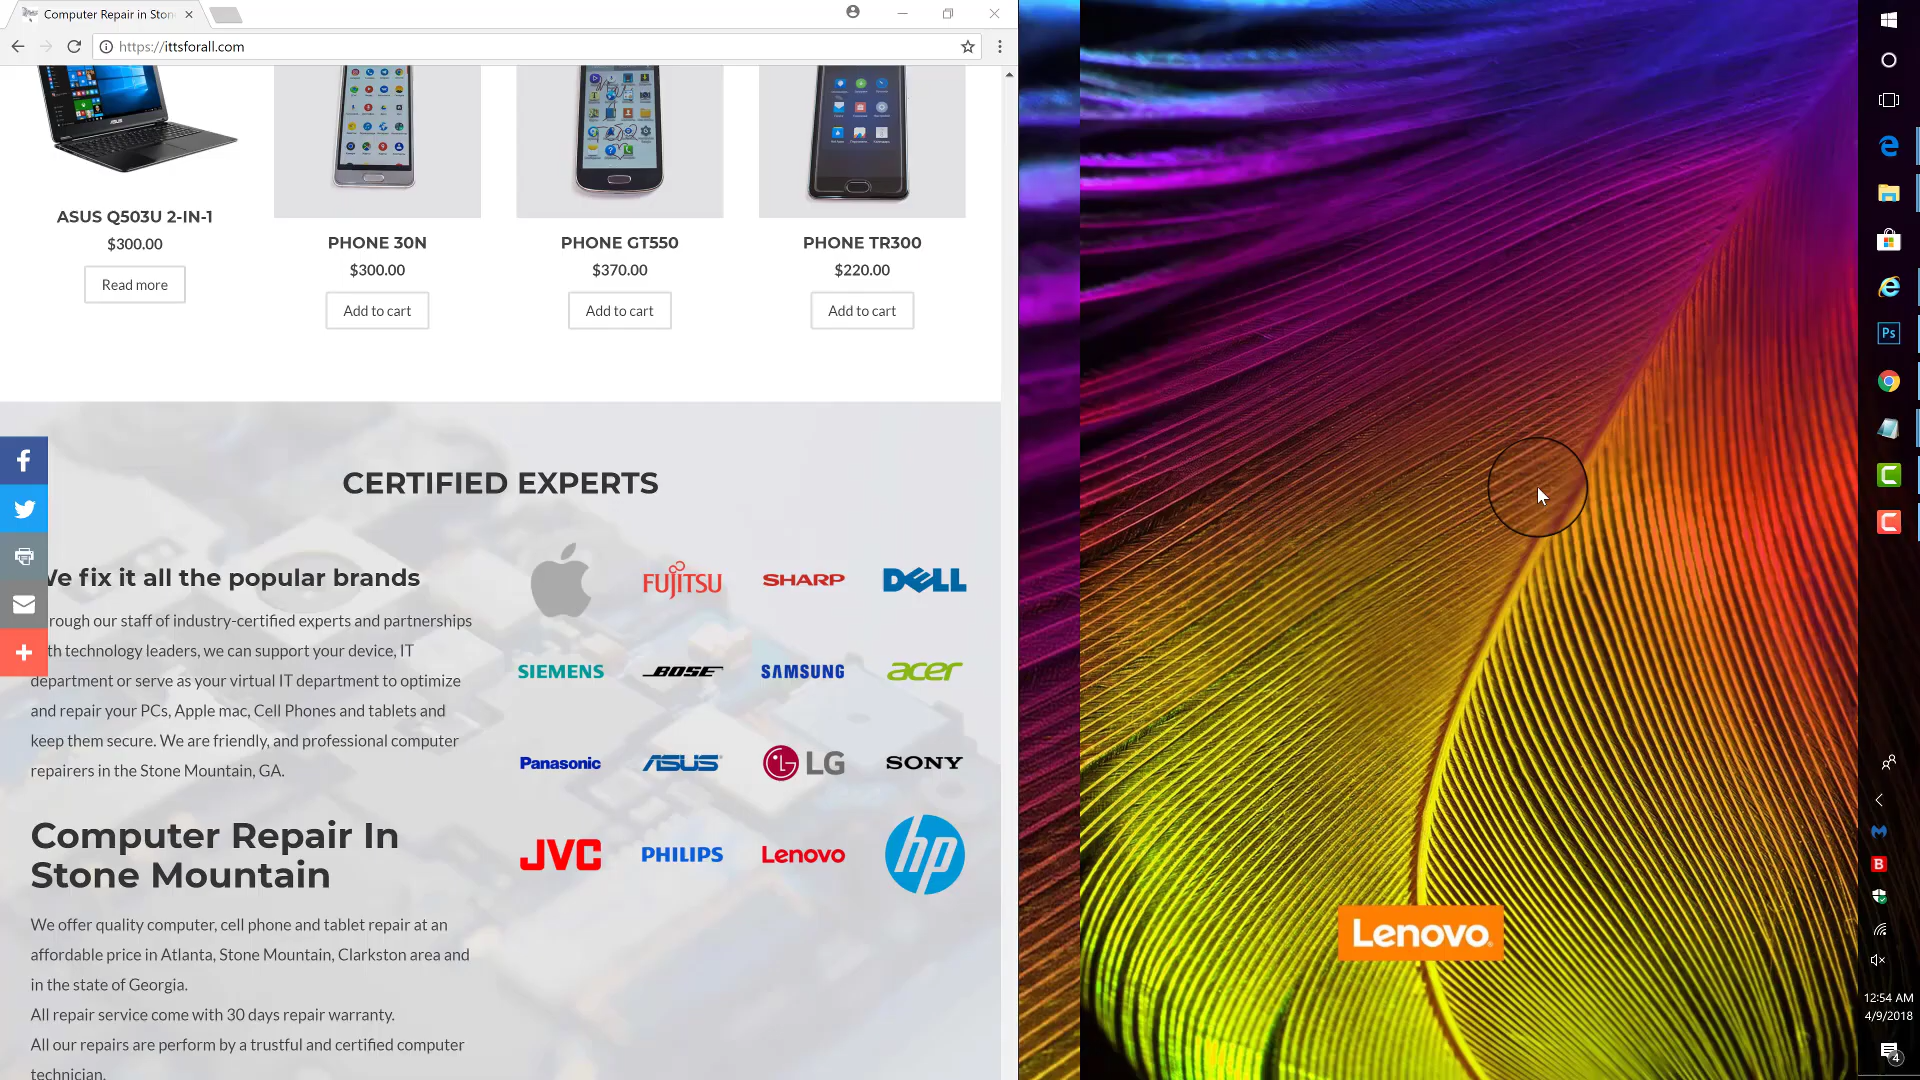 Computer Repair in Ston
https://ittsforall.com
ASUS Q503U 2-IN-1
$300.00
Read more
PHONE 30N
$300.00
Add to cart
PHONE GT550
$370.00
Add to cart
PHONE TR300
$220.00
Add to cart
CERTIFIED EXPERTS
We fix it all the popular brands
rough our staff of industry-certified experts and partnerships
th technology leaders, we can support your device, IT
department or serve as your virtual IT department to optimize
and repair your PCs, Apple mac, Cell Phones and tablets and
keep them secure. We are friendly, and professional computer
repairers in the Stone Mountain, GA.
FUJITSU
SHARP
DELL
SIEMENS
BOSE
SAMSUNG
acer
Panasonic
ASUS
LG
SONY
JVC
PHILIPS
Lenovo
hp
Computer Repair In
Stone Mountain
We offer quality computer, cell phone and tablet repair at an
affordable price in Atlanta, Stone Mountain, Clarkston area and
in the state of Georgia.
All repair service come with 30 days repair warranty.
All our repairs are perform by a trustful and certified computer
technician.
Lenovo
Ps
B
12:54 AM
4/9/2018
4